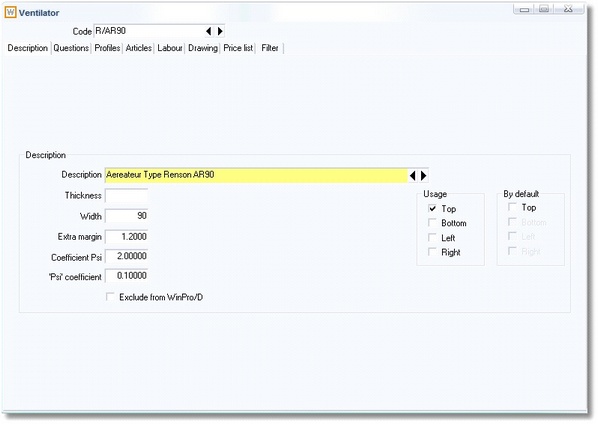 Ventilator
Code R/AR90
Description Questions Profiles Articles Labour Drawing Price list Filter
Description
Description Aereateur Type Renson AR90
Thickness
Usage By default
Top Top
Width 90
Bottom Bottom
Extra margin 1.2000
Left Left
Coefficient Psi 2.00000
Right Right
'Psi' coefficient 0.10000
Exclude from WinPro/D